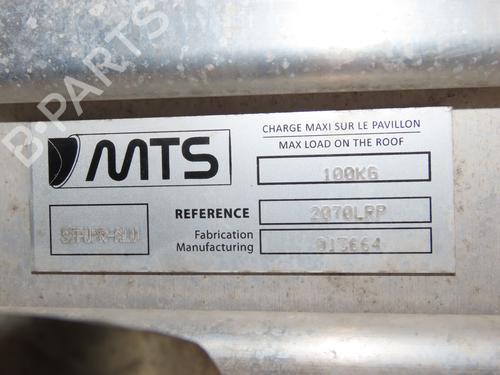 B-PARTS
MTS
CHARGE MAXI SUR LE PAVILLON
MAX LOAD ON THE ROOF
100KG
REFERENCE
2070LRP
Fabrication
Manufacturing
013664